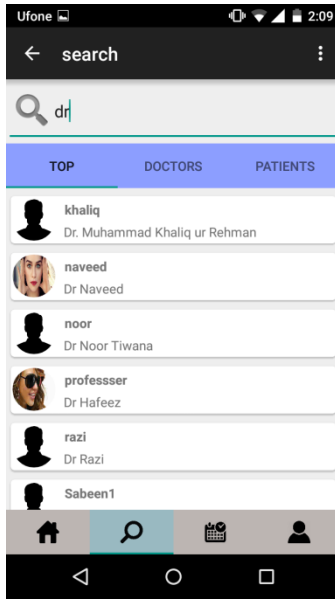 Ufone 2:09
search
dr
TOP DOCTORS PATIENTS
khaliq
Dr. Muhammad Khaliq ur Rehman
naveed
Dr Naveed
noor
Dr Noor Tiwana
professser
Dr Hafeez
razi
Dr Razi
Sabeen1